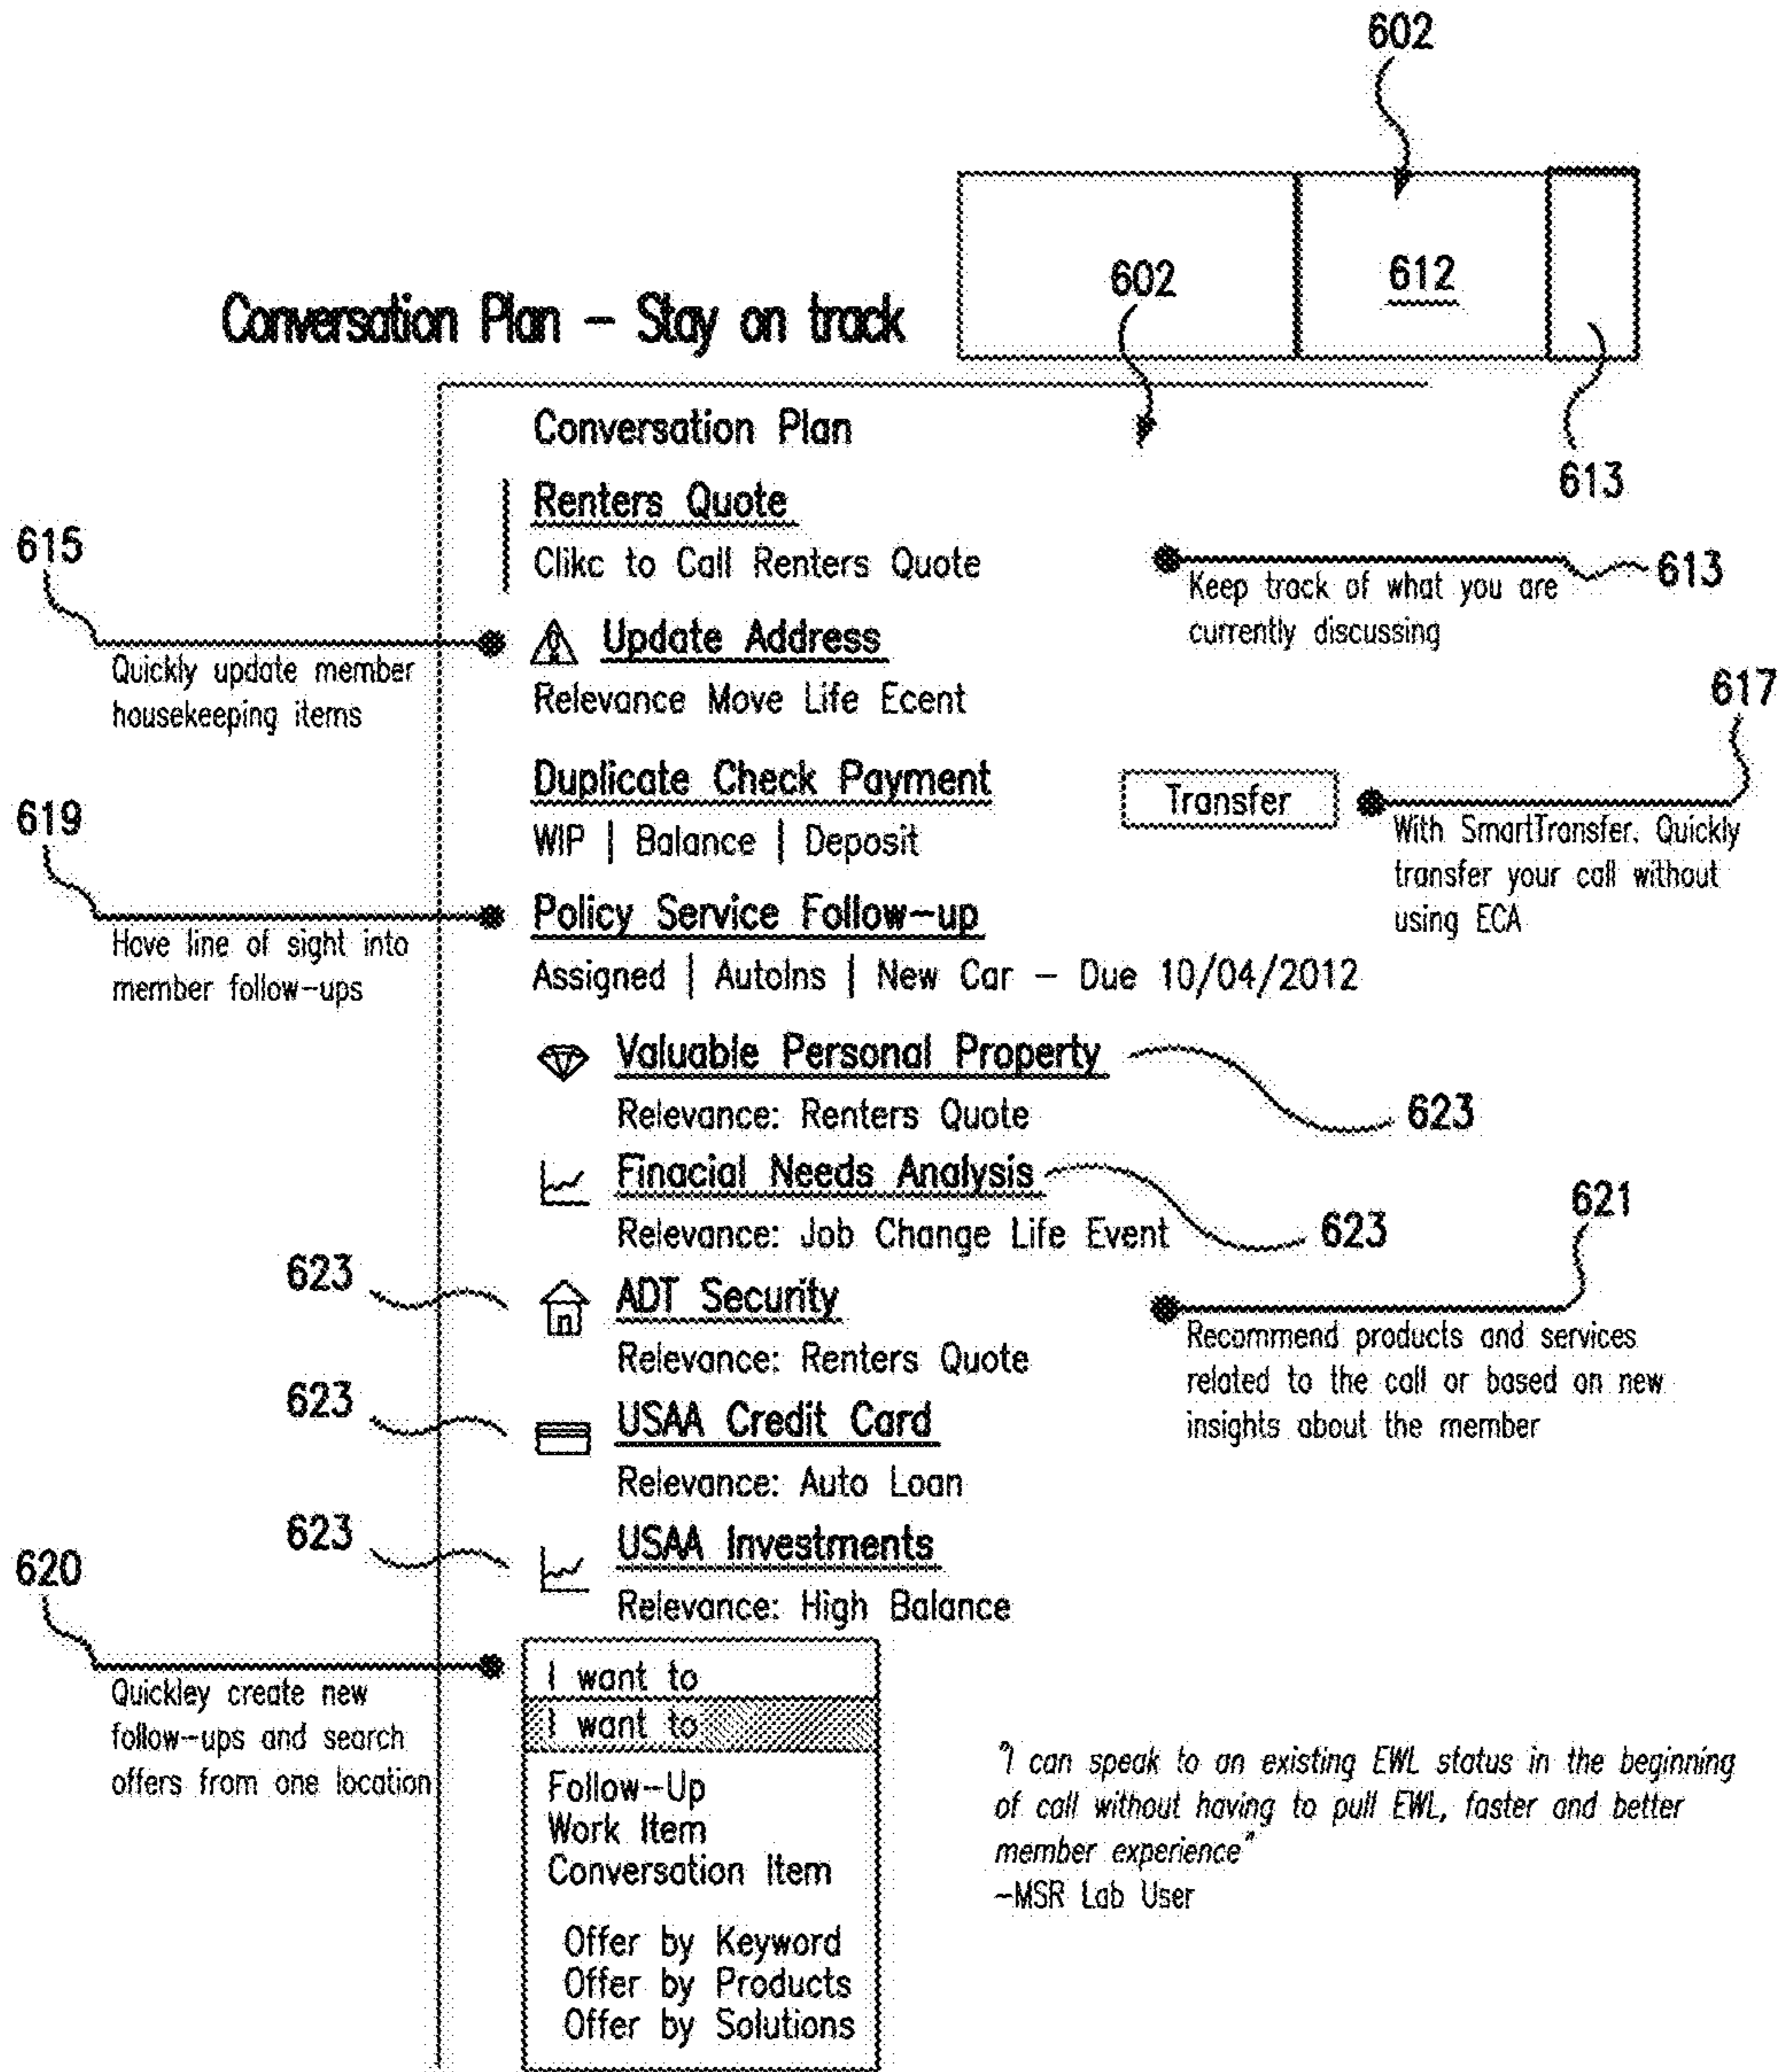 602
602
612
Conversation Plan – Stay on track
613
Conversation Plan
Renters Quote
Clikc to Call Renters Quote
613
Keep track of what you are
currently discussing
615
Quickly update member
housekeeping items
Update Address
Relevance Move Life Ecent
617
Duplicate Check Payment
WIP | Balance | Deposit
Transfer
With SmartTransfer. Quickly
transfer your call without
using ECA
619
Have line of sight into
member follow-ups
Policy Service Follow-up
Assigned | AutoIns | New Car – Due 10/04/2012
Valuable Personal Property
Relevance: Renters Quote
623
Finacial Needs Analysis
Relevance: Job Change Life Event
623
621
623
ADT Security
Relevance: Renters Quote
Recommend products and services
related to the call or based on new
insights about the member
623
USAA Credit Card
Relevance: Auto Loan
623
USAA Investments
Relevance: High Balance
620
Quickley create new
follow-ups and search
offers from one location
I want to
I want to
Follow-Up
Work Item
Conversation Item
Offer by Keyword
Offer by Products
Offer by Solutions
"I can speak to an existing EWL status in the beginning
of call without having to pull EWL, faster and better
member experience"
-MSR Lab User